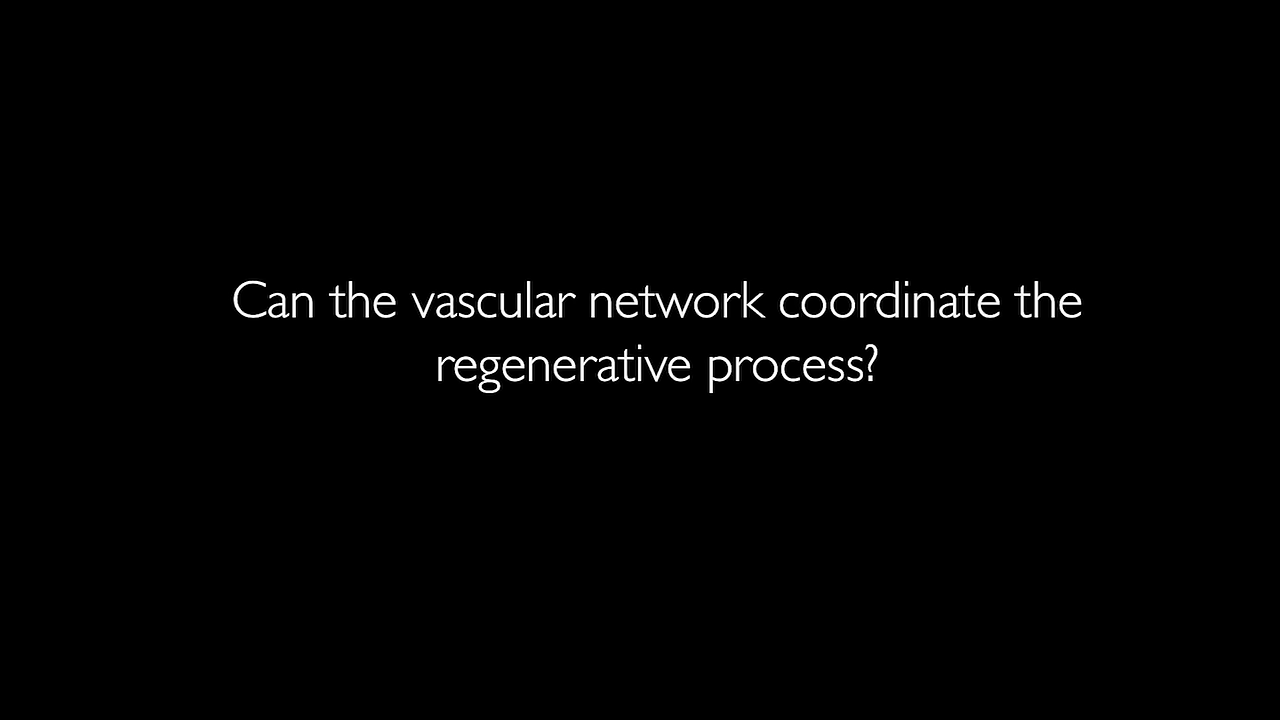 Can the vascular network coordinate the
regenerative process?